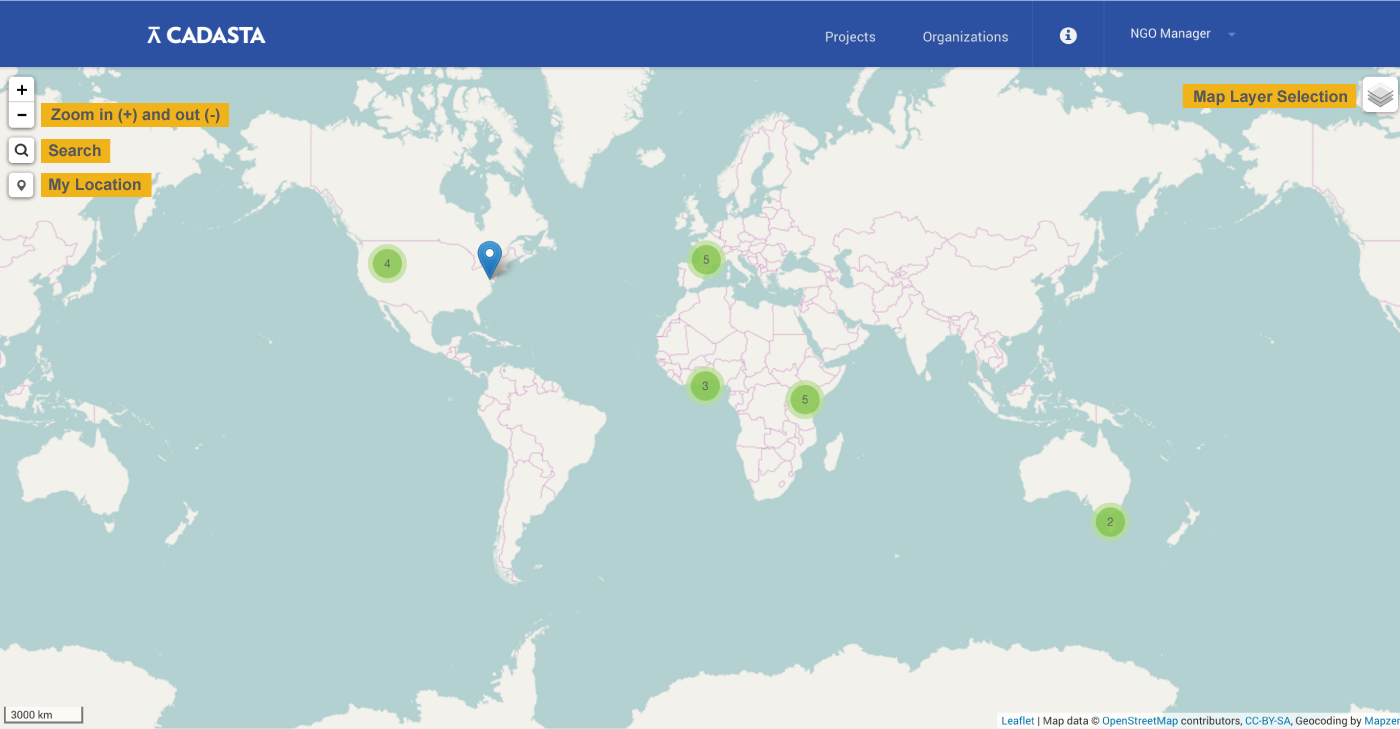 CADASTA
Projects
Organizations
NGO Manager
+
-
Zoom in (+) and out (-)
Search
My Location
Map Layer Selection
4
5
3
5
2
3000 km
Leaflet | Map data © OpenStreetMap contributors, CC-BY-SA, Geocoding by Mapzen